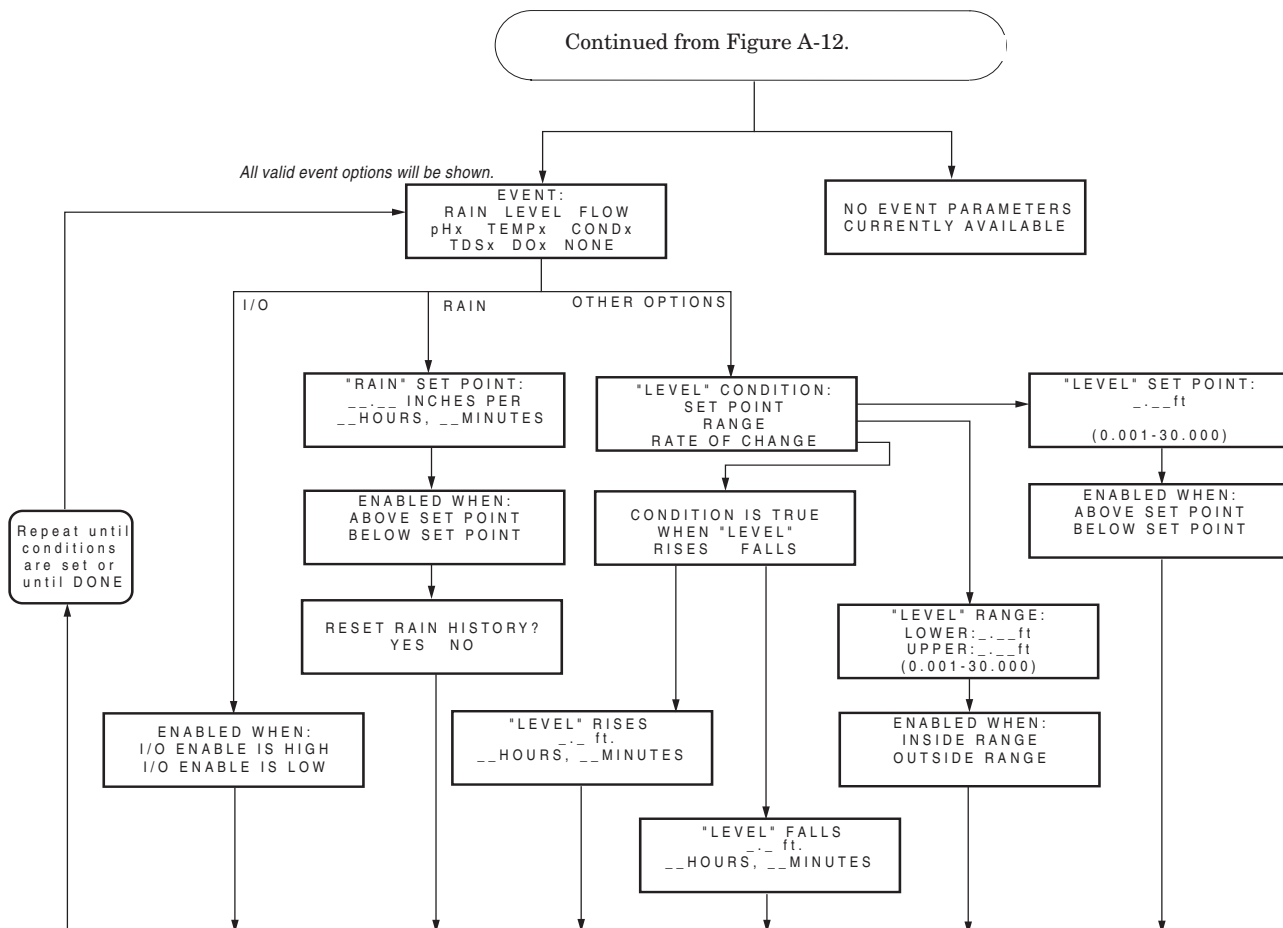 Continued from Figure A-12.
All valid event options will be shown.
EVENT:
RAIN LEVEL FLOW
pHx TEMPx CONDx
TDSx DOx NONE
NO EVENT PARAMETERS
CURRENTLY AVAILABLE
I/O
RAIN
OTHER OPTIONS
"RAIN" SET POINT:
__.__ INCHES PER
__HOURS, __MINUTES
"LEVEL" CONDITION:
SET POINT
RANGE
RATE OF CHANGE
"LEVEL" SET POINT:
_.__ft
(0.001-30.000)
ENABLED WHEN:
ABOVE SET POINT
BELOW SET POINT
CONDITION IS TRUE
WHEN "LEVEL"
RISES FALLS
ENABLED WHEN:
ABOVE SET POINT
BELOW SET POINT
Repeat until
conditions
are set or
until DONE
RESET RAIN HISTORY?
YES NO
"LEVEL" RANGE:
LOWER:_.__ft
UPPER:_.__ft
(0.001-30.000)
ENABLED WHEN:
I/O ENABLE IS HIGH
I/O ENABLE IS LOW
"LEVEL" RISES
_._ ft.
__HOURS, __MINUTES
ENABLED WHEN:
INSIDE RANGE
OUTSIDE RANGE
"LEVEL" FALLS
_._ ft.
__HOURS, __MINUTES